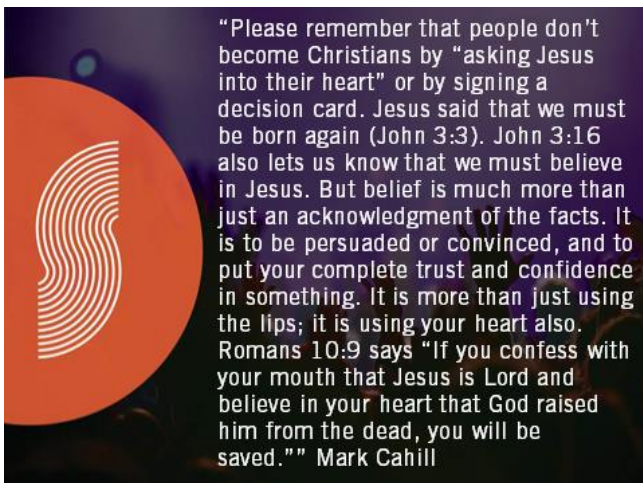 “Please remember that people don’t
become Christians by “asking Jesus
into their heart” or by signing a
decision card. Jesus said that we must
be born again (John 3:3). John 3:16
also lets us know that we must believe
in Jesus. But belief is much more than
just an acknowledgment of the facts. It
is to be persuaded or convinced, and to
put your complete trust and confidence
in something. It is more than just using
the lips; it is using your heart also.
Romans 10:9 says “If you confess with
your mouth that Jesus is Lord and
believe in your heart that God raised
him from the dead, you will be
saved.”” Mark Cahill